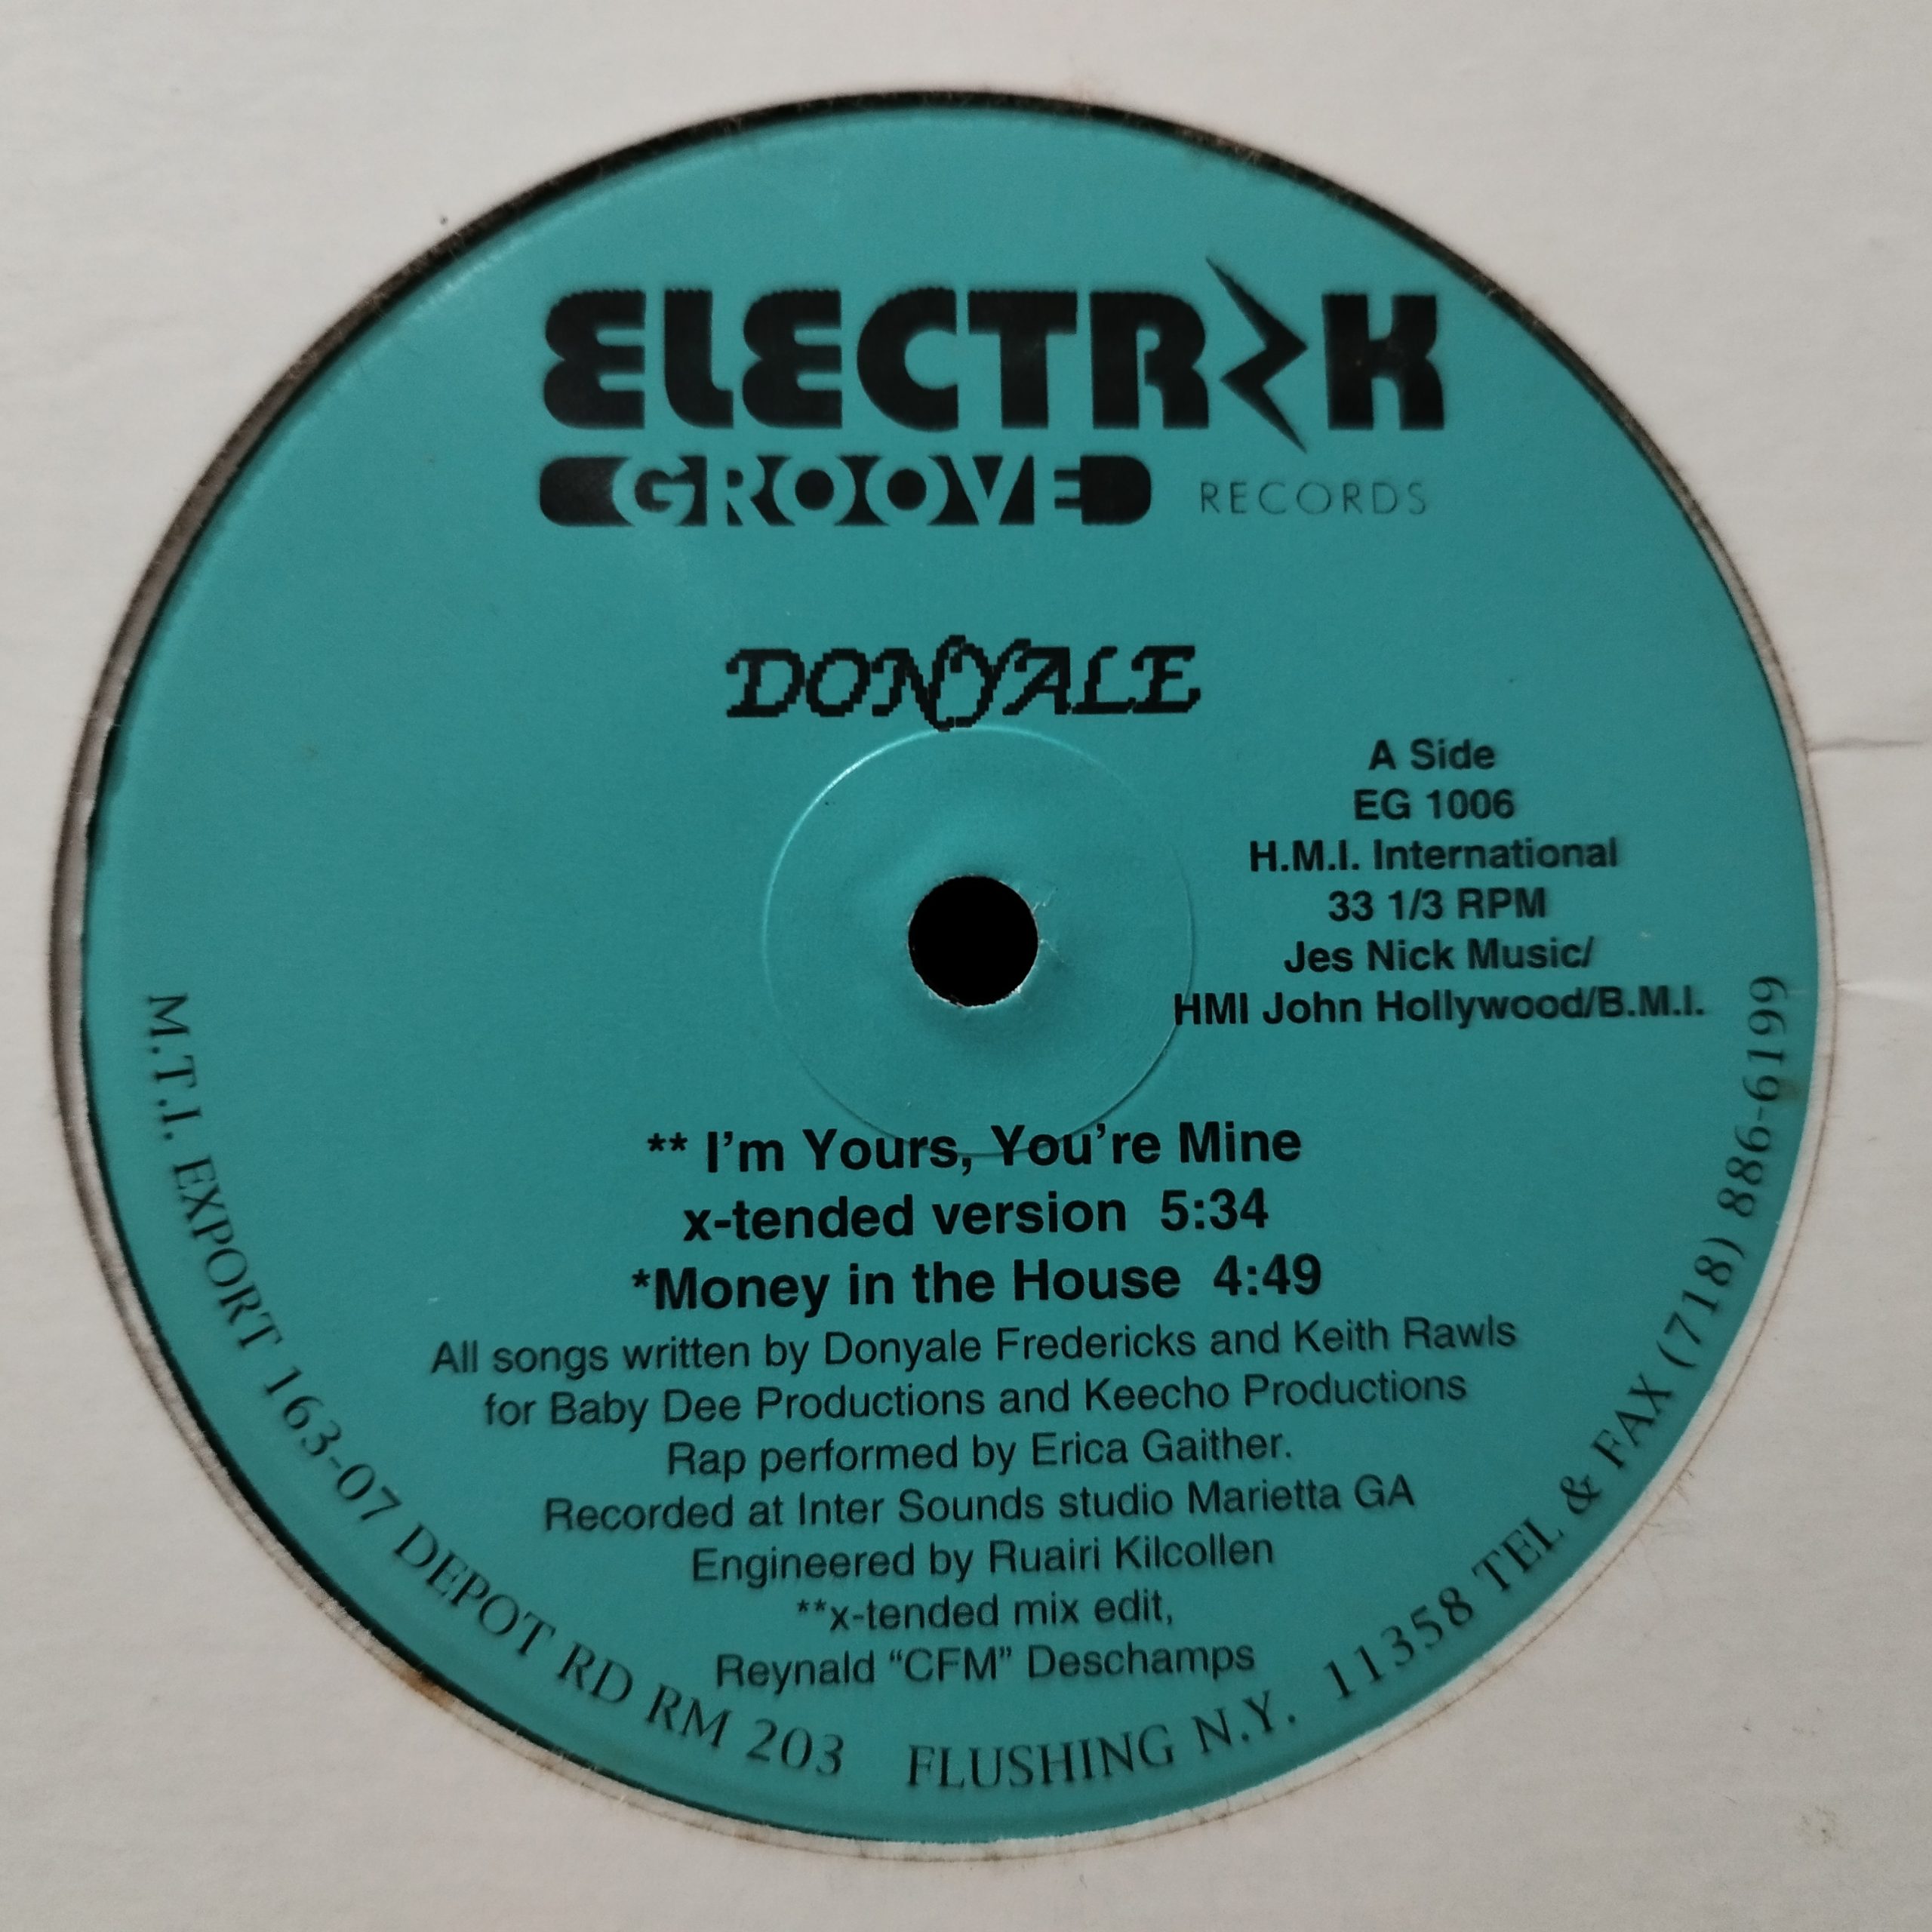 ELECTRIK
GROOVE RECORDS
DONYALE
A Side
EG 1006
H.M.I. International
33 1/3 RPM
Jes Nick Music/
HMI John Hollywood/B.M.I.
** I'm Yours, You're Mine
x-tended version 5:34
*Money in the House 4:49
All songs written by Donyale Fredericks and Keith Rawls
for Baby Dee Productions and Keecho Productions
Rap performed by Erica Gaither.
Recorded at Inter Sounds studio Marietta GA
Engineered by Ruairi Kilcollen
**x-tended mix edit,
Reynald “CFM” Deschamps
M.T.I. EXPORT 163-07 DEPOT RD RM 203 FLUSHING N.Y. 11358 TEL & FAX (718) 886-6199